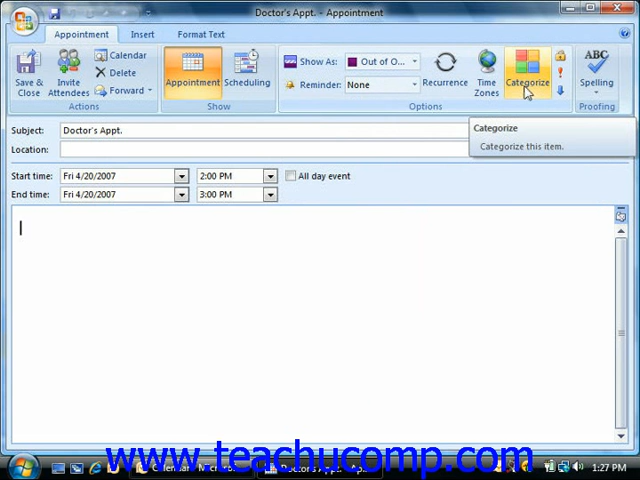 Doctor's Appt. - Appointment
Appointment Insert Format Text
Save & Close
Invite Attendees
Calendar
Delete
Forward
Actions
Appointment
Scheduling
Show
Show As: Out of O...
Reminder: None
Recurrence
Time Zones
Categorize
Options
ABC
Spelling
Proofing
Categorize
Categorize this item.
Subject: Doctor's Appt.
Location:
Start time: Fri 4/20/2007 2:00 PM All day event
End time: Fri 4/20/2007 3:00 PM
www.teachucomp.com
1:27 PM